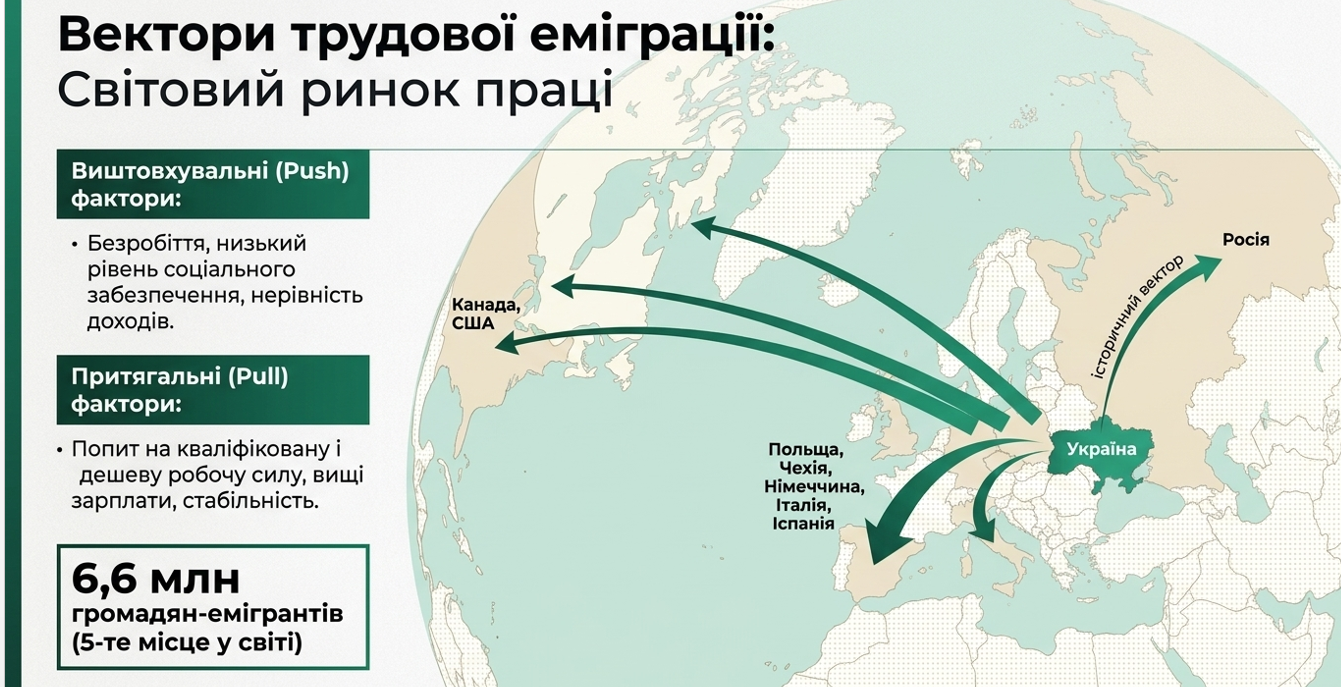 Вектори трудової еміграції:
Світовий ринок праці
Виштовхувальні (Push)
фактори:
• Безробіття, низький
рівень соціального
забезпечення, нерівність
доходів.
Притягальні (Pull)
фактори:
• Попит на кваліфіковану і
дешеву робочу силу, вищі
зарплати, стабільність.
6,6 млн
громадян-емігрантів
(5-те місце у світі)
Канада,
США
Польща,
Чехія,
Німеччина,
Італія,
Іспанія
Україна
історичний вектор
Росія